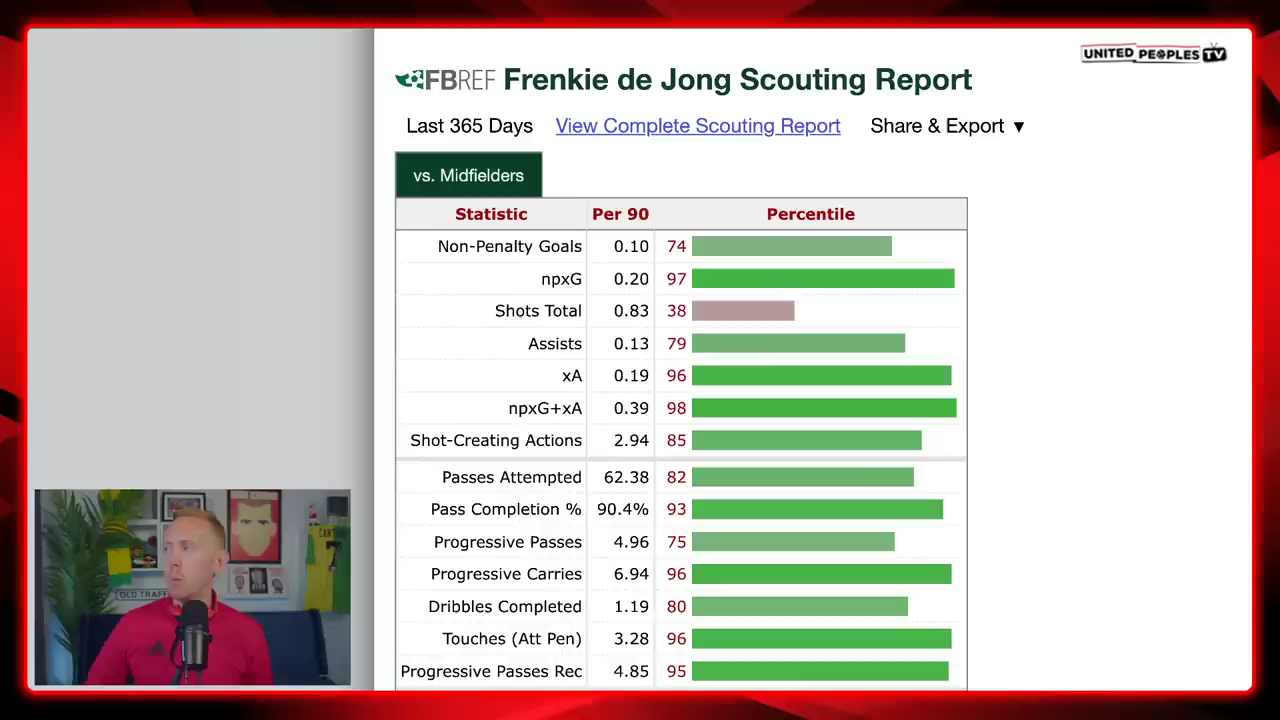 UNITED PEOPLES TV
FBREF Frenkie de Jong Scouting Report
Last 365 Days View Complete Scouting Report Share & Export ▼
vs. Midfielders
Statistic Per 90 Percentile
Non-Penalty Goals 0.10 74
npxG 0.20 97
Shots Total 0.83 38
Assists 0.13 79
xA 0.19 96
npxG+xA 0.39 98
Shot-Creating Actions 2.94 85
Passes Attempted 62.38 82
Pass Completion % 90.4% 93
Progressive Passes 4.96 75
Progressive Carries 6.94 96
Dribbles Completed 1.19 80
Touches (Att Pen) 3.28 96
Progressive Passes Rec 4.85 95
OLD TRAFF